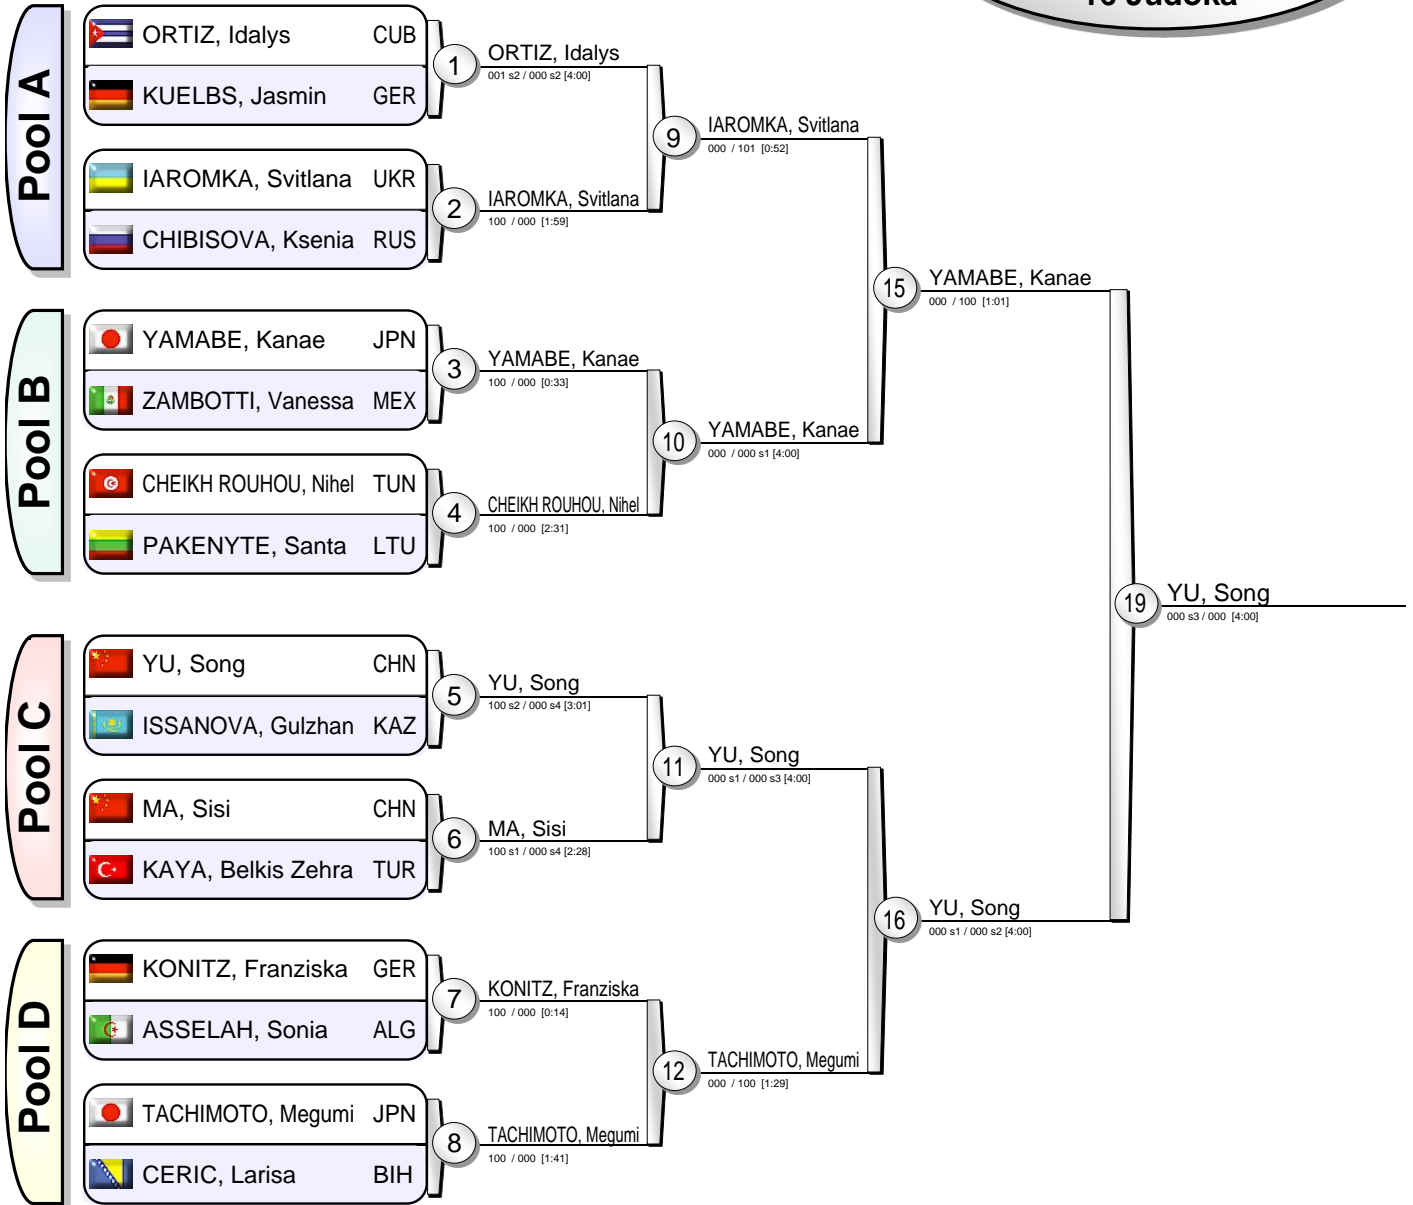 16 Judoka
Pool A
ORTIZ, Idalys CUB
KUELBS, Jasmin GER
1
ORTIZ, Idalys
001 s2 / 000 s2 [4:00]
IAROMKA, Svitlana UKR
CHIBISOVA, Ksenia RUS
2
IAROMKA, Svitlana
100 / 000 [1:59]
9
IAROMKA, Svitlana
000 / 101 [0:52]
Pool B
YAMABE, Kanae JPN
ZAMBOTTI, Vanessa MEX
3
YAMABE, Kanae
100 / 000 [0:33]
CHEIKH ROUHOU, Nihel TUN
PAKENYTE, Santa LTU
4
CHEIKH ROUHOU, Nihel
100 / 000 [2:31]
10
YAMABE, Kanae
000 / 000 s1 [4:00]
15
YAMABE, Kanae
000 / 100 [1:01]
Pool C
YU, Song CHN
ISSANOVA, Gulzhan KAZ
5
YU, Song
100 s2 / 000 s4 [3:01]
MA, Sisi CHN
KAYA, Belkis Zehra TUR
6
MA, Sisi
100 s1 / 000 s4 [2:28]
11
YU, Song
000 s1 / 000 s3 [4:00]
Pool D
KONITZ, Franziska GER
ASSELAH, Sonia ALG
7
KONITZ, Franziska
100 / 000 [0:14]
TACHIMOTO, Megumi JPN
CERIC, Larisa BIH
8
TACHIMOTO, Megumi
100 / 000 [1:41]
12
TACHIMOTO, Megumi
000 / 100 [1:29]
16
YU, Song
000 s1 / 000 s2 [4:00]
19
YU, Song
000 s3 / 000 [4:00]